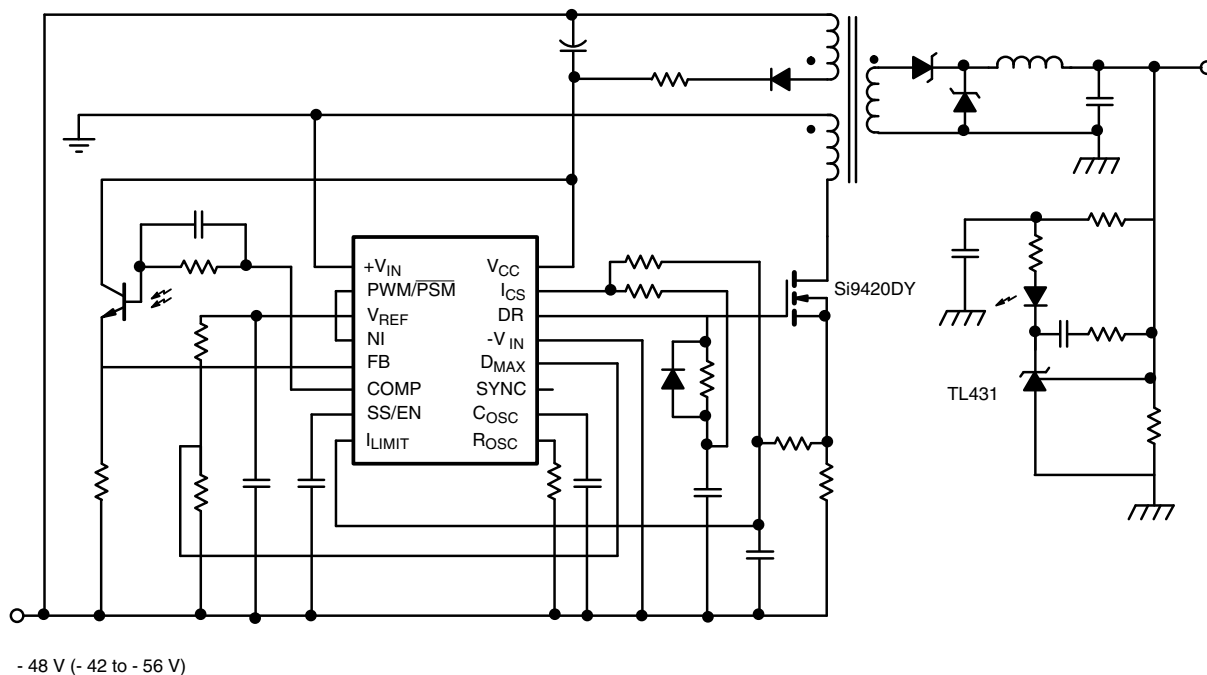 +VIN
PWM/PSM
VREF
NI
FB
COMP
SS/EN
ILIMIT
VCC
ICS
DR
-VIN
DMAX
SYNC
COSC
ROSC
Si9420DY
TL431
- 48 V (- 42 to - 56 V)